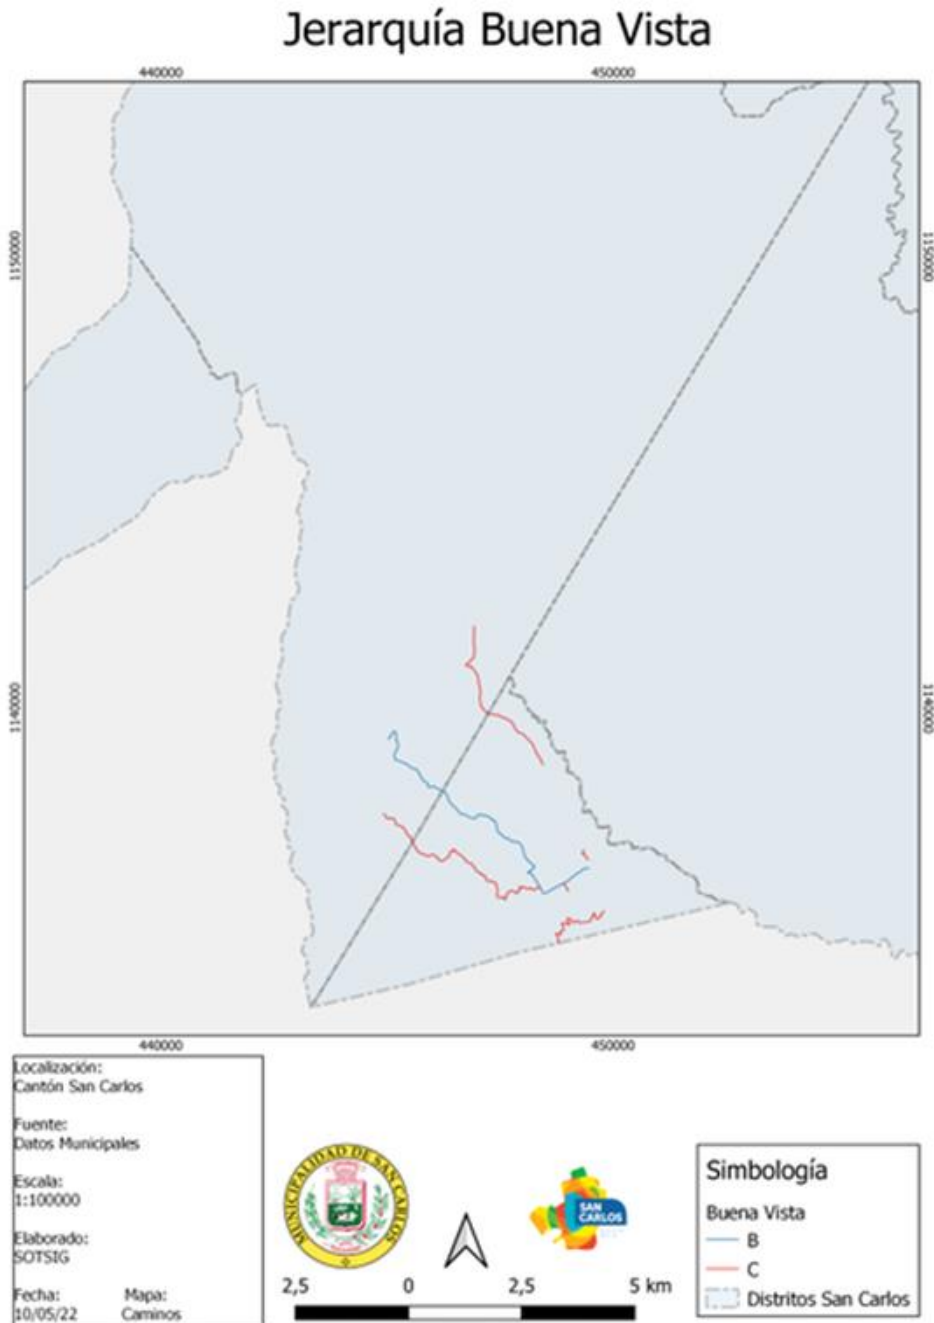 Jerarquía Buena Vista
440000
450000
1150000
1150000
1140000
1140000
440000
450000
Localización:
Cantón San Carlos
Fuente:
Datos Municipales
Escala:
1:100000
Elaborado:
SOTSIG
Fecha: Mapa:
10/05/22 Caminos
MUNICIPALIDAD DE SAN CARLOS
SAN
CARLOS
2,5 0 2,5 5 km
Simbología
Buena Vista
B
C
Distritos San Carlos